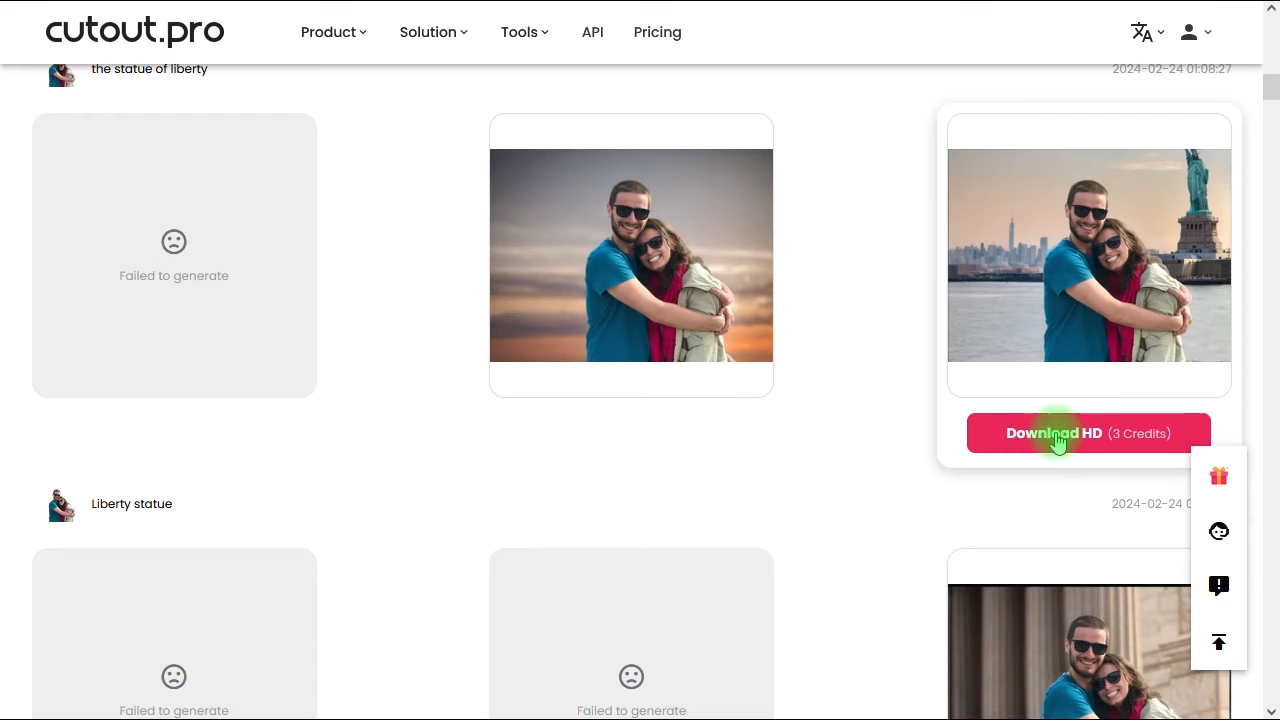 cutout.pro
Product
Solution
Tools
API
Pricing
the statue of liberty
2024-02-24 01:08:27
Failed to generate
Download HD (3 Credits)
Liberty statue
2024-02-24
Failed to generate
Failed to generate